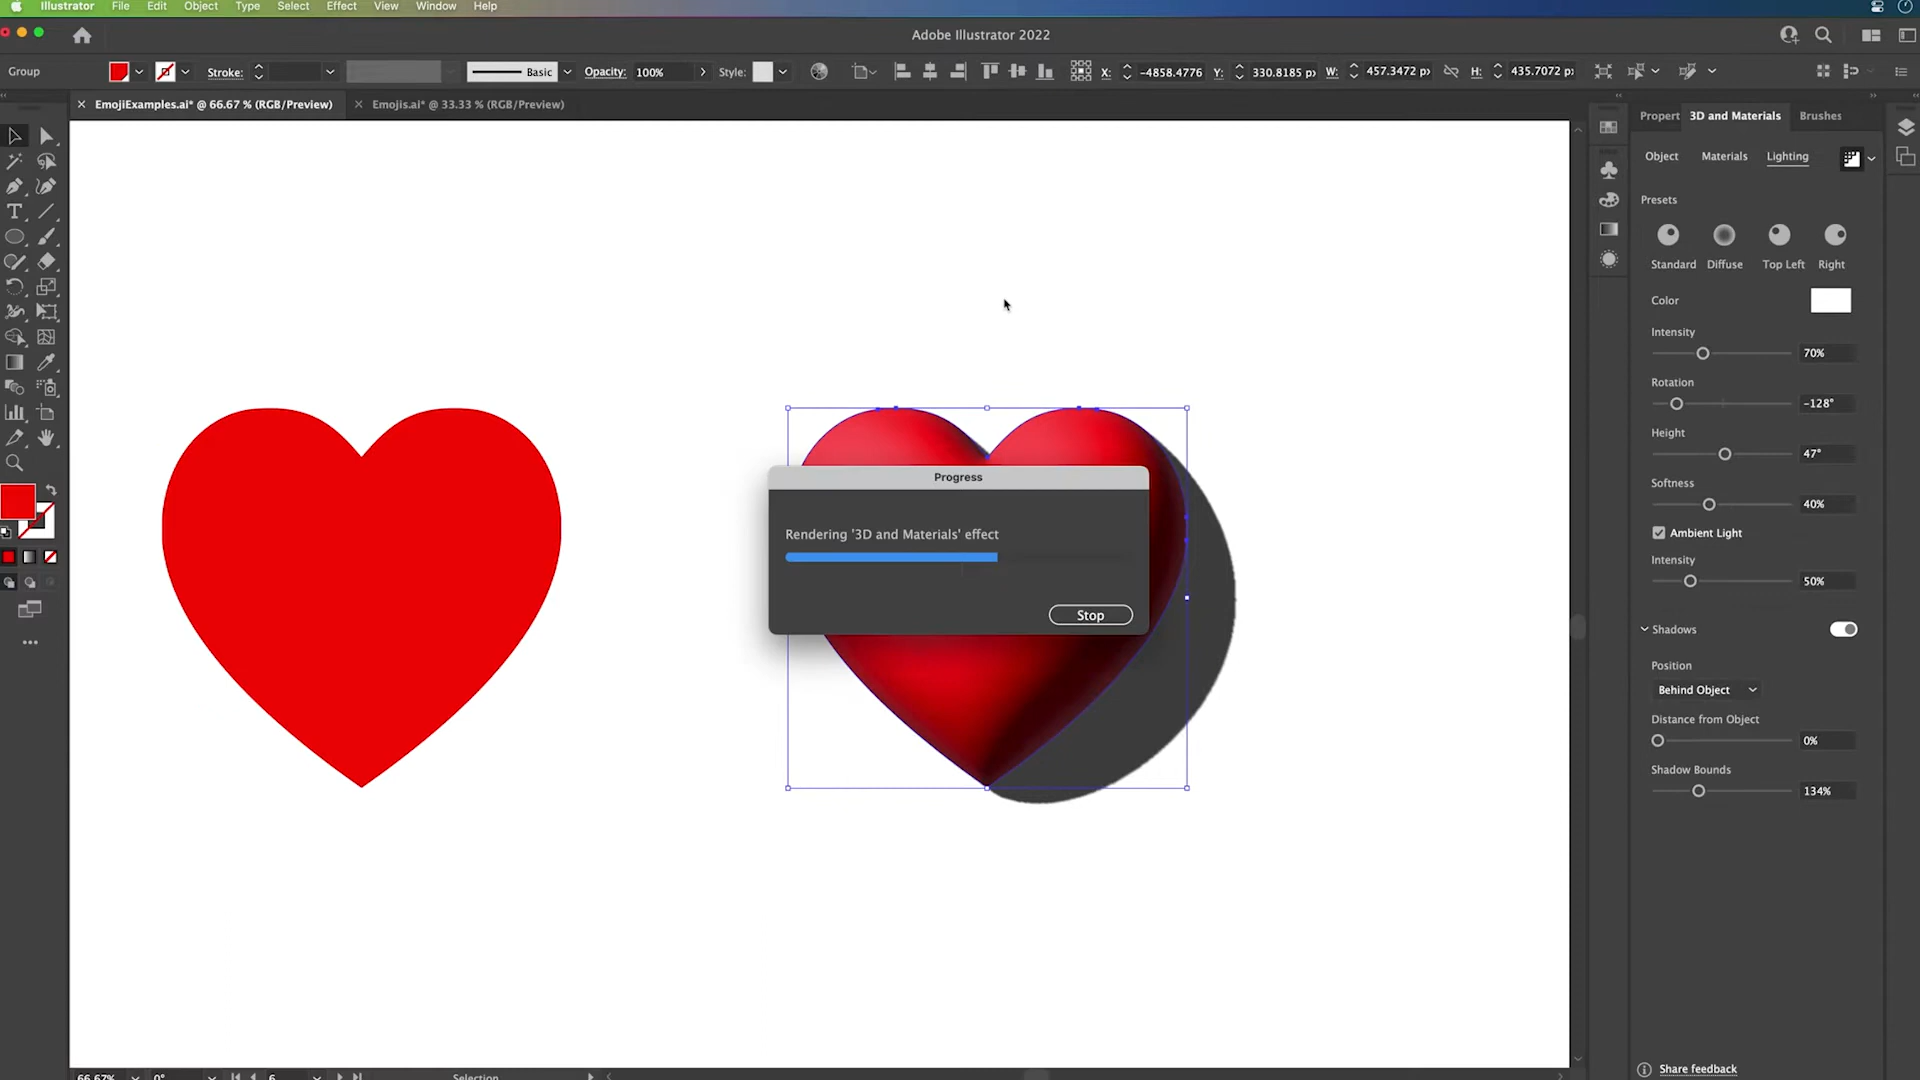 Illustrator File Edit Object Type Select Effect View Window Help
Adobe Illustrator 2022
Group Stroke: Basic Opacity: 100% Style: X: -4858.4776 Y: 330.8185 px W: 457.3472 px H: 435.7072 px
EmojiExamples.ai* @ 66.67 % (RGB/Preview) Emojis.ai* @ 33.33 % (RGB/Preview)
Propert 3D and Materials Brushes
Object Materials Lighting
Presets
Standard Diffuse Top Left Right
Color
Intensity
70%
Rotation
-128°
Height
47°
Softness
40%
Ambient Light
Intensity
50%
Shadows
Position
Behind Object
Distance from Object
0%
Shadow Bounds
134%
Progress
Rendering '3D and Materials' effect
Stop
Share feedback
66.67% 0° 6 Selection